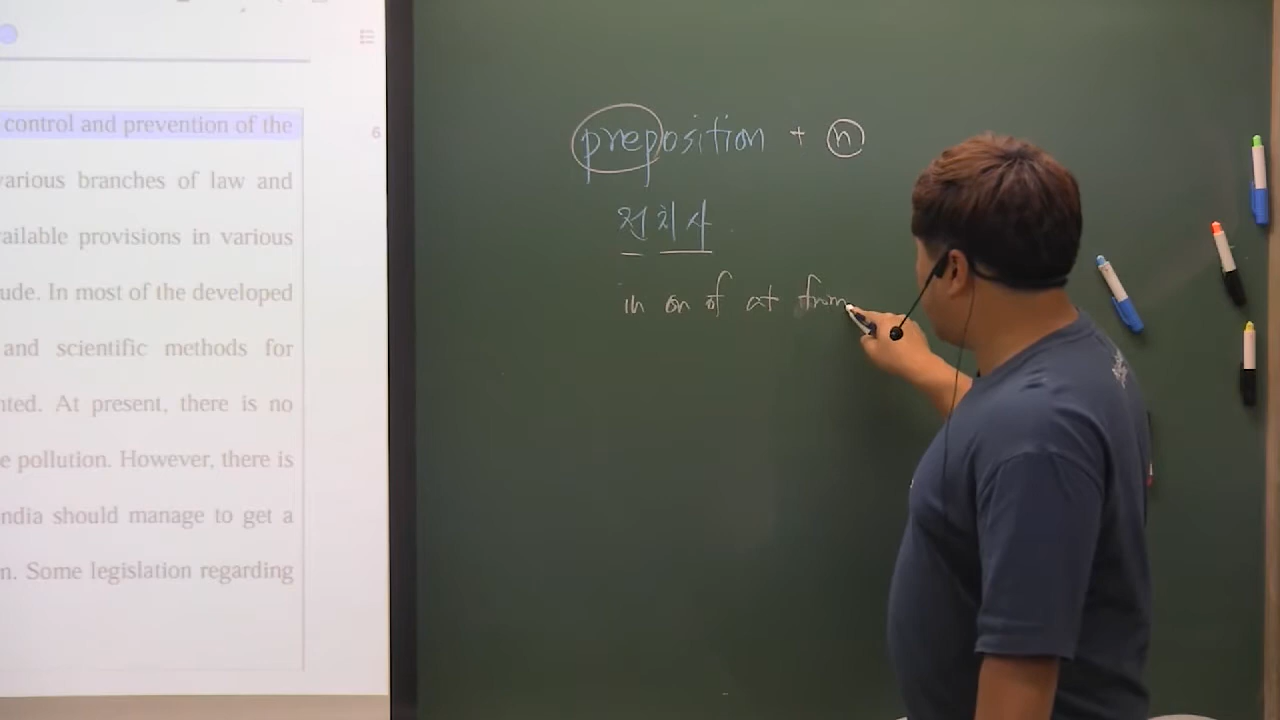 control and prevention of the
6
various branches of law and
available provisions in various
ude. In most of the developed
and scientific methods for
nted. At present, there is no
e pollution. However, there is
ndia should manage to get a
n. Some legislation regarding
preposition + n
전치사
in on of at from